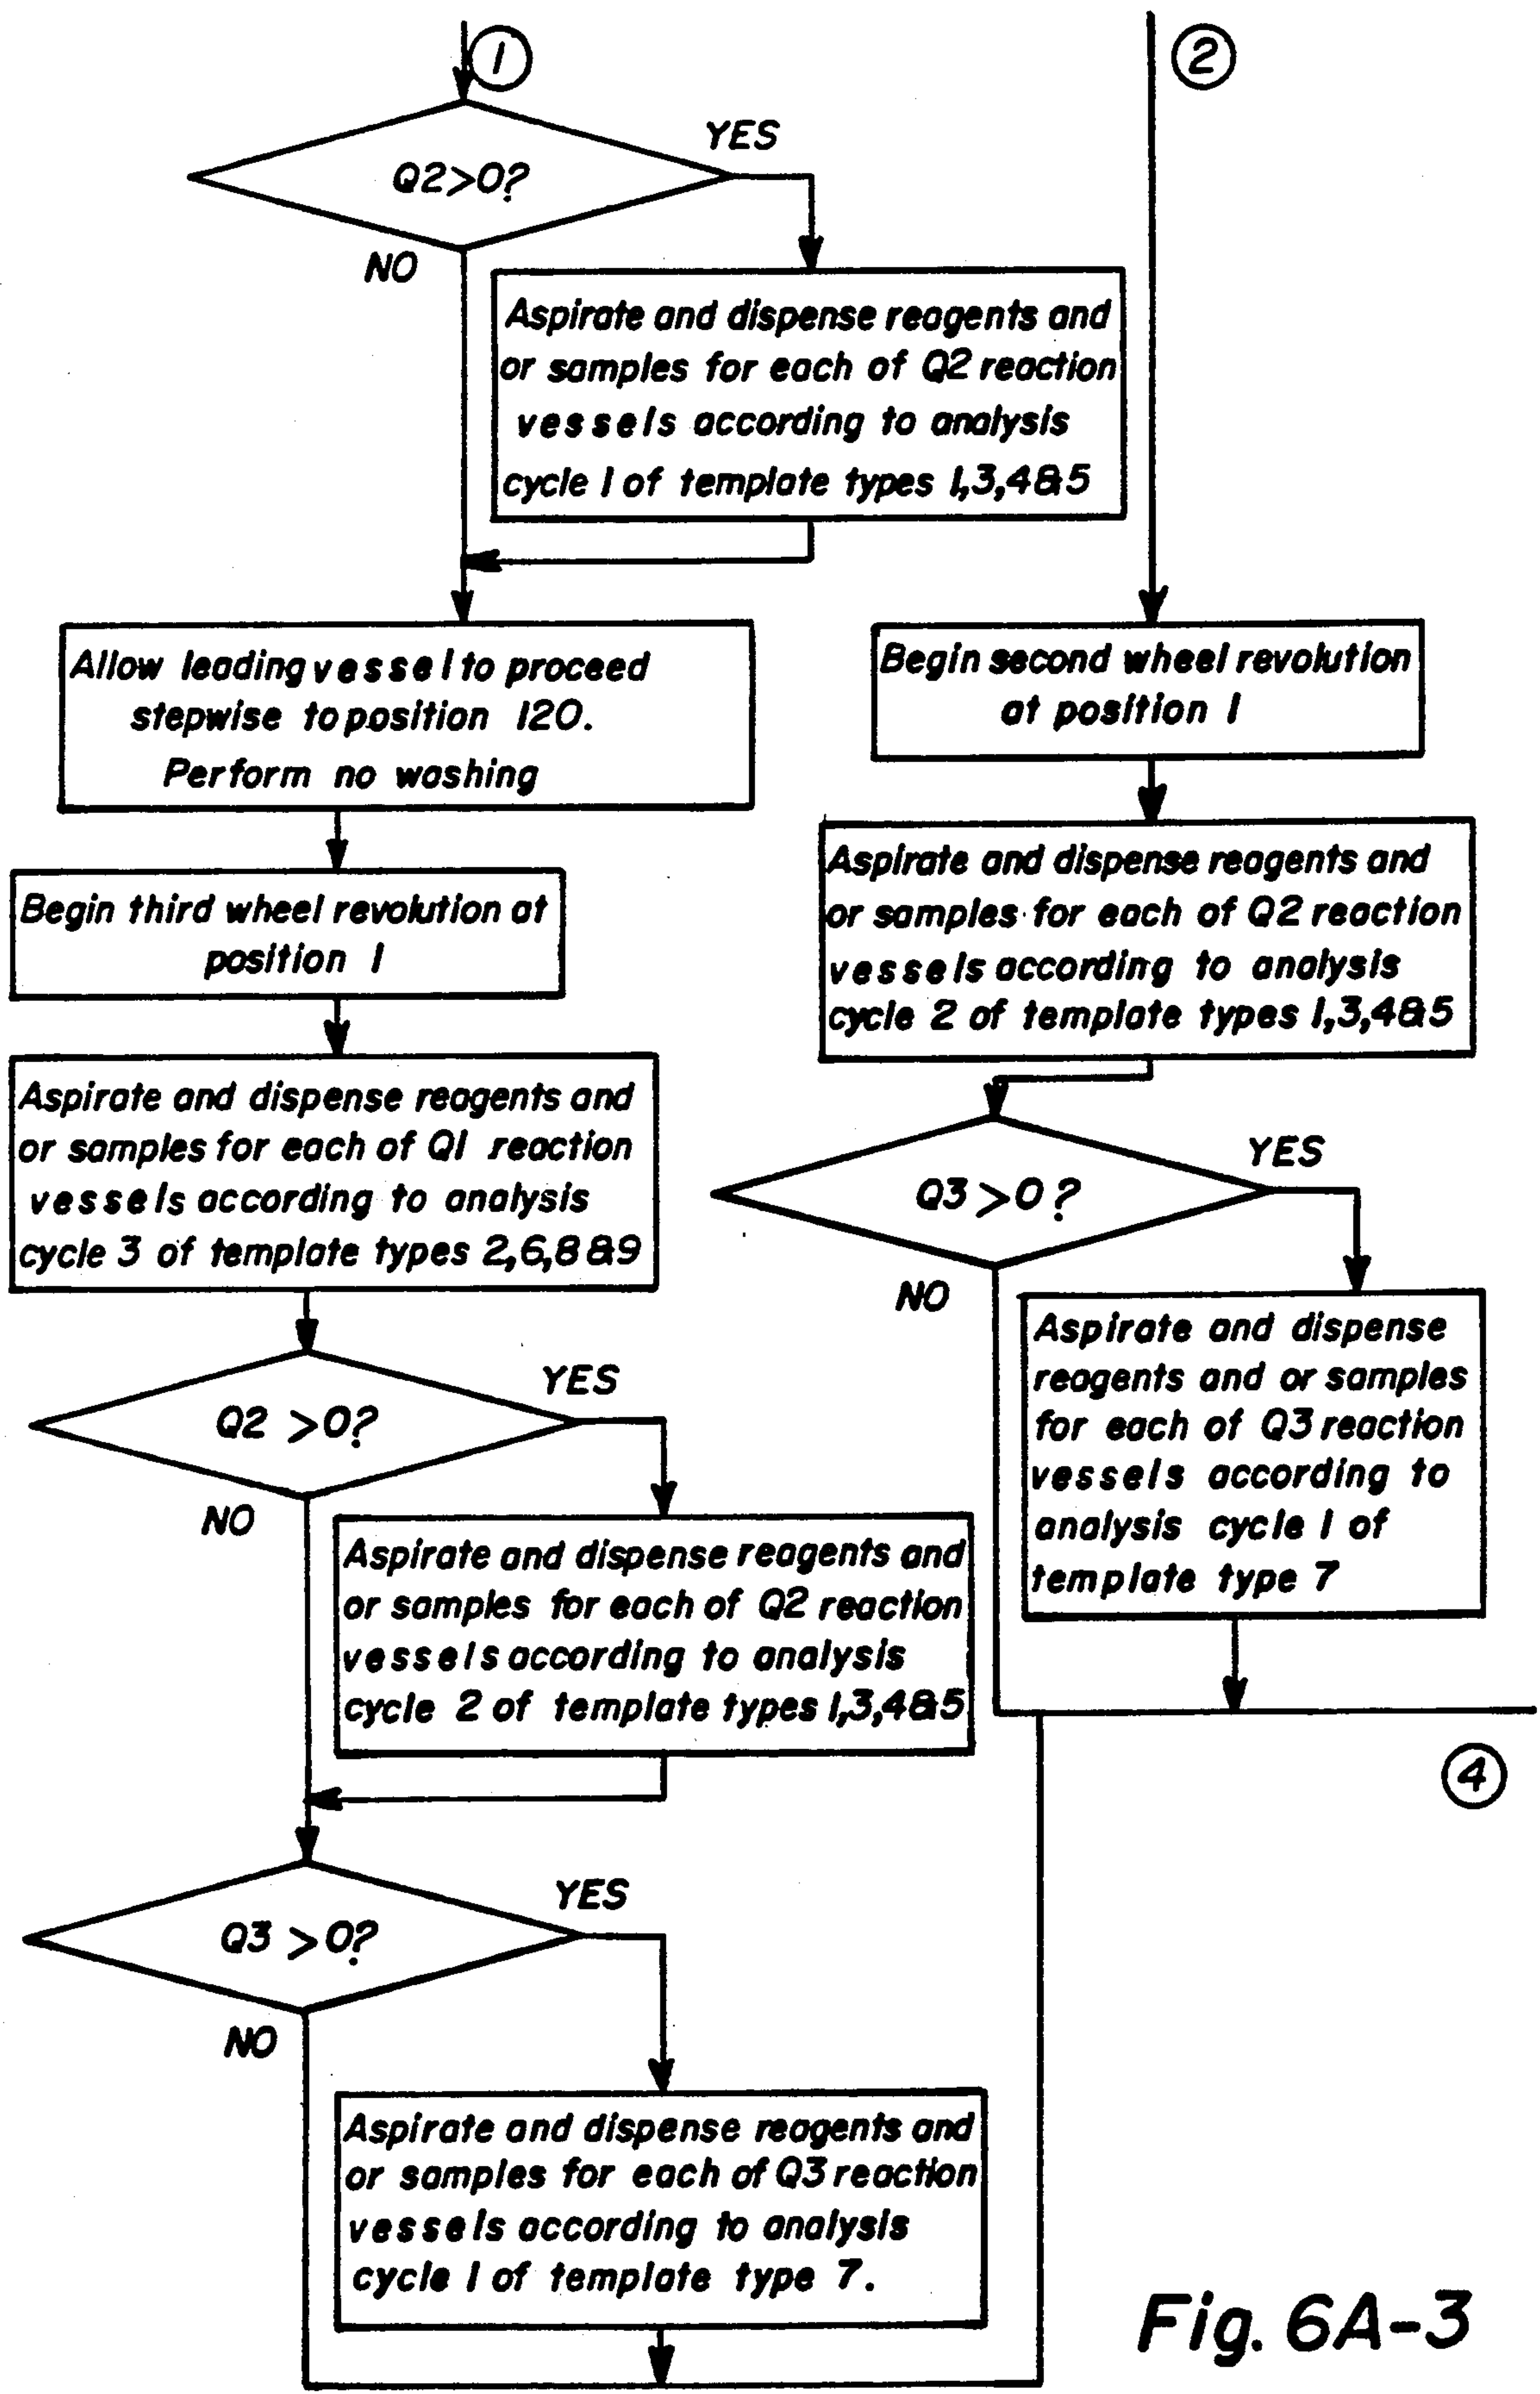 1
2
Q2>0?
YES
NO
Aspirate and dispense reagents and
or samples for each of Q2 reaction
vessels according to analysis
cycle 1 of template types 1,3,4&5
Allow leading vessel to proceed
stepwise to position 120.
Perform no washing
Begin third wheel revolution at
position 1
Aspirate and dispense reagents and
or samples for each of Q1 reaction
vessels according to analysis
cycle 3 of template types 2,6,8&9
Q2 >0?
YES
NO
Aspirate and dispense reagents and
or samples for each of Q2 reaction
vessels according to analysis
cycle 2 of template types 1,3,4&5
Q3 >0?
YES
NO
Aspirate and dispense reagents and
or samples for each of Q3 reaction
vessels according to analysis
cycle 1 of template type 7.
Begin second wheel revolution
at position 1
Aspirate and dispense reagents and
or samples for each of Q2 reaction
vessels according to analysis
cycle 2 of template types 1,3,4&5
Q3 >0?
YES
NO
Aspirate and dispense
reagents and or samples
for each of Q3 reaction
vessels according to
analysis cycle 1 of
template type 7
4
Fig. 6A-3